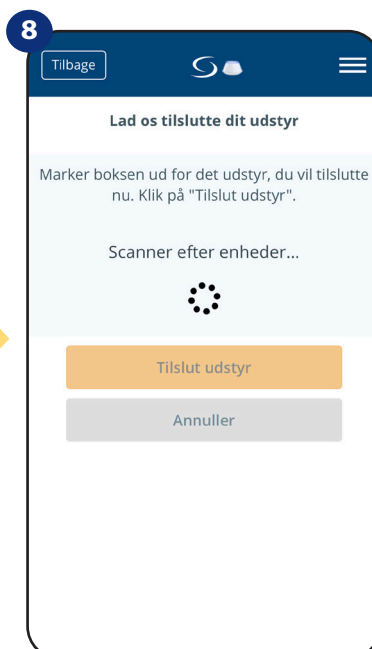 8
Tilbage
Lad os tilslutte dit udstyr
Marker boksen ud for det udstyr, du vil tilslutte
nu. Klik på "Tilslut udstyr".
Scanner efter enheder...
Tilslut udstyr
Annuller